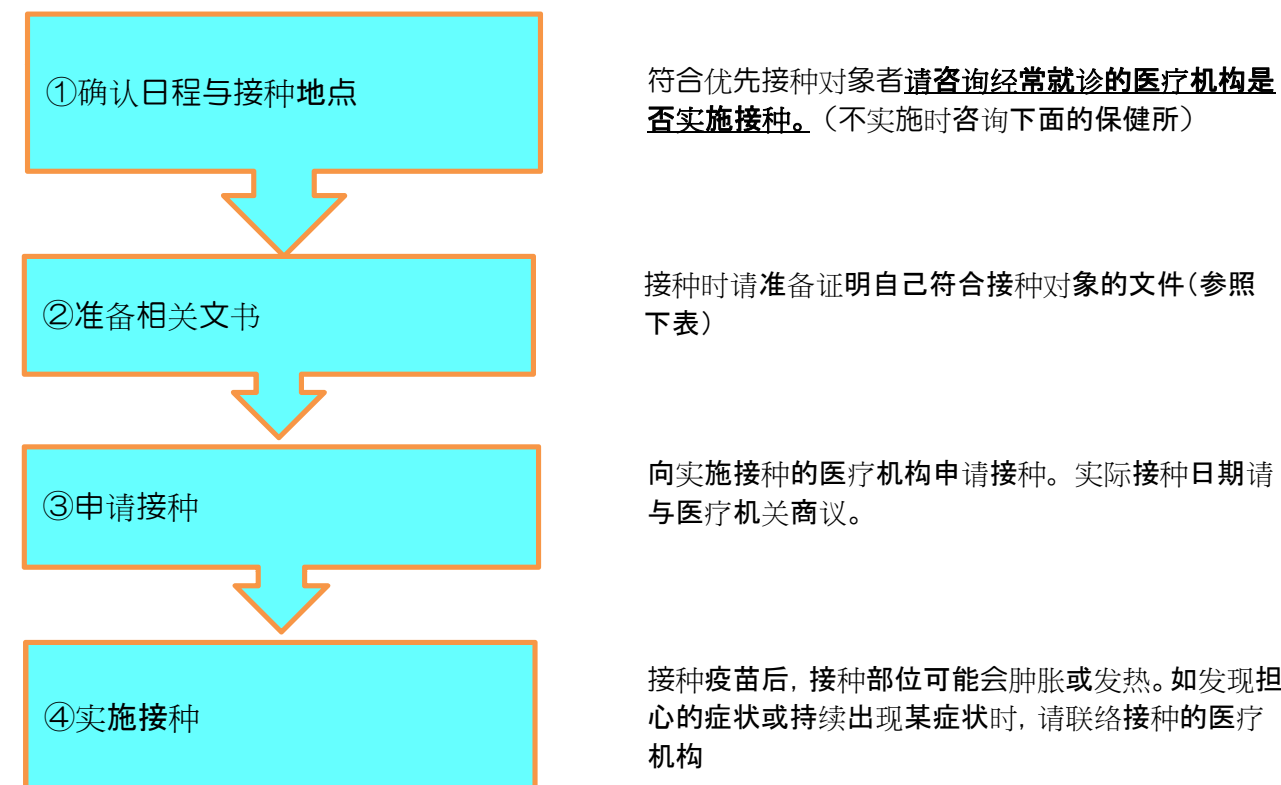 ①确认日程与接种地点
符合优先接种对象者请咨询经常就诊的医疗机构是
否实施接种。（不实施时咨询下面的保健所）
②准备相关文书
接种时请准备证明自己符合接种对象的文件（参照
下表）
③申请接种
向实施接种的医疗机构申请接种。实际接种日期请
与医疗机关商议。
④实施接种
接种疫苗后，接种部位可能会肿胀或发热。如发现担
心的症状或持续出现某症状时，请联络接种的医疗
机构